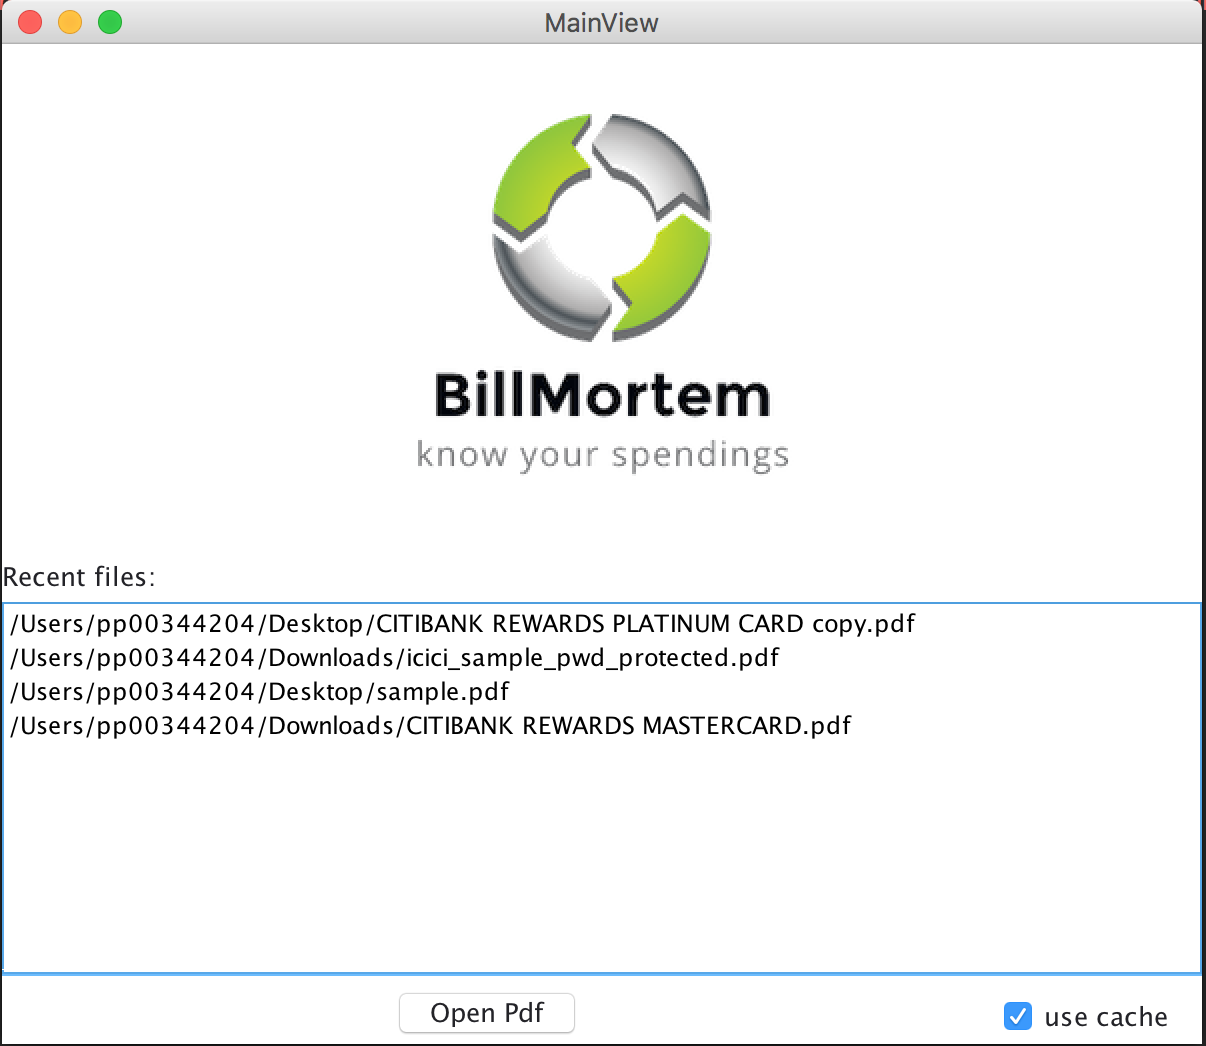 MainView
BillMortem
know your spendings
Recent files:
/Users/pp00344204/Desktop/CITIBANK REWARDS PLATINUM CARD copy.pdf
/Users/pp00344204/Downloads/icici_sample_pwd_protected.pdf
/Users/pp00344204/Desktop/sample.pdf
/Users/pp00344204/Downloads/CITIBANK REWARDS MASTERCARD.pdf
Open Pdf
use cache